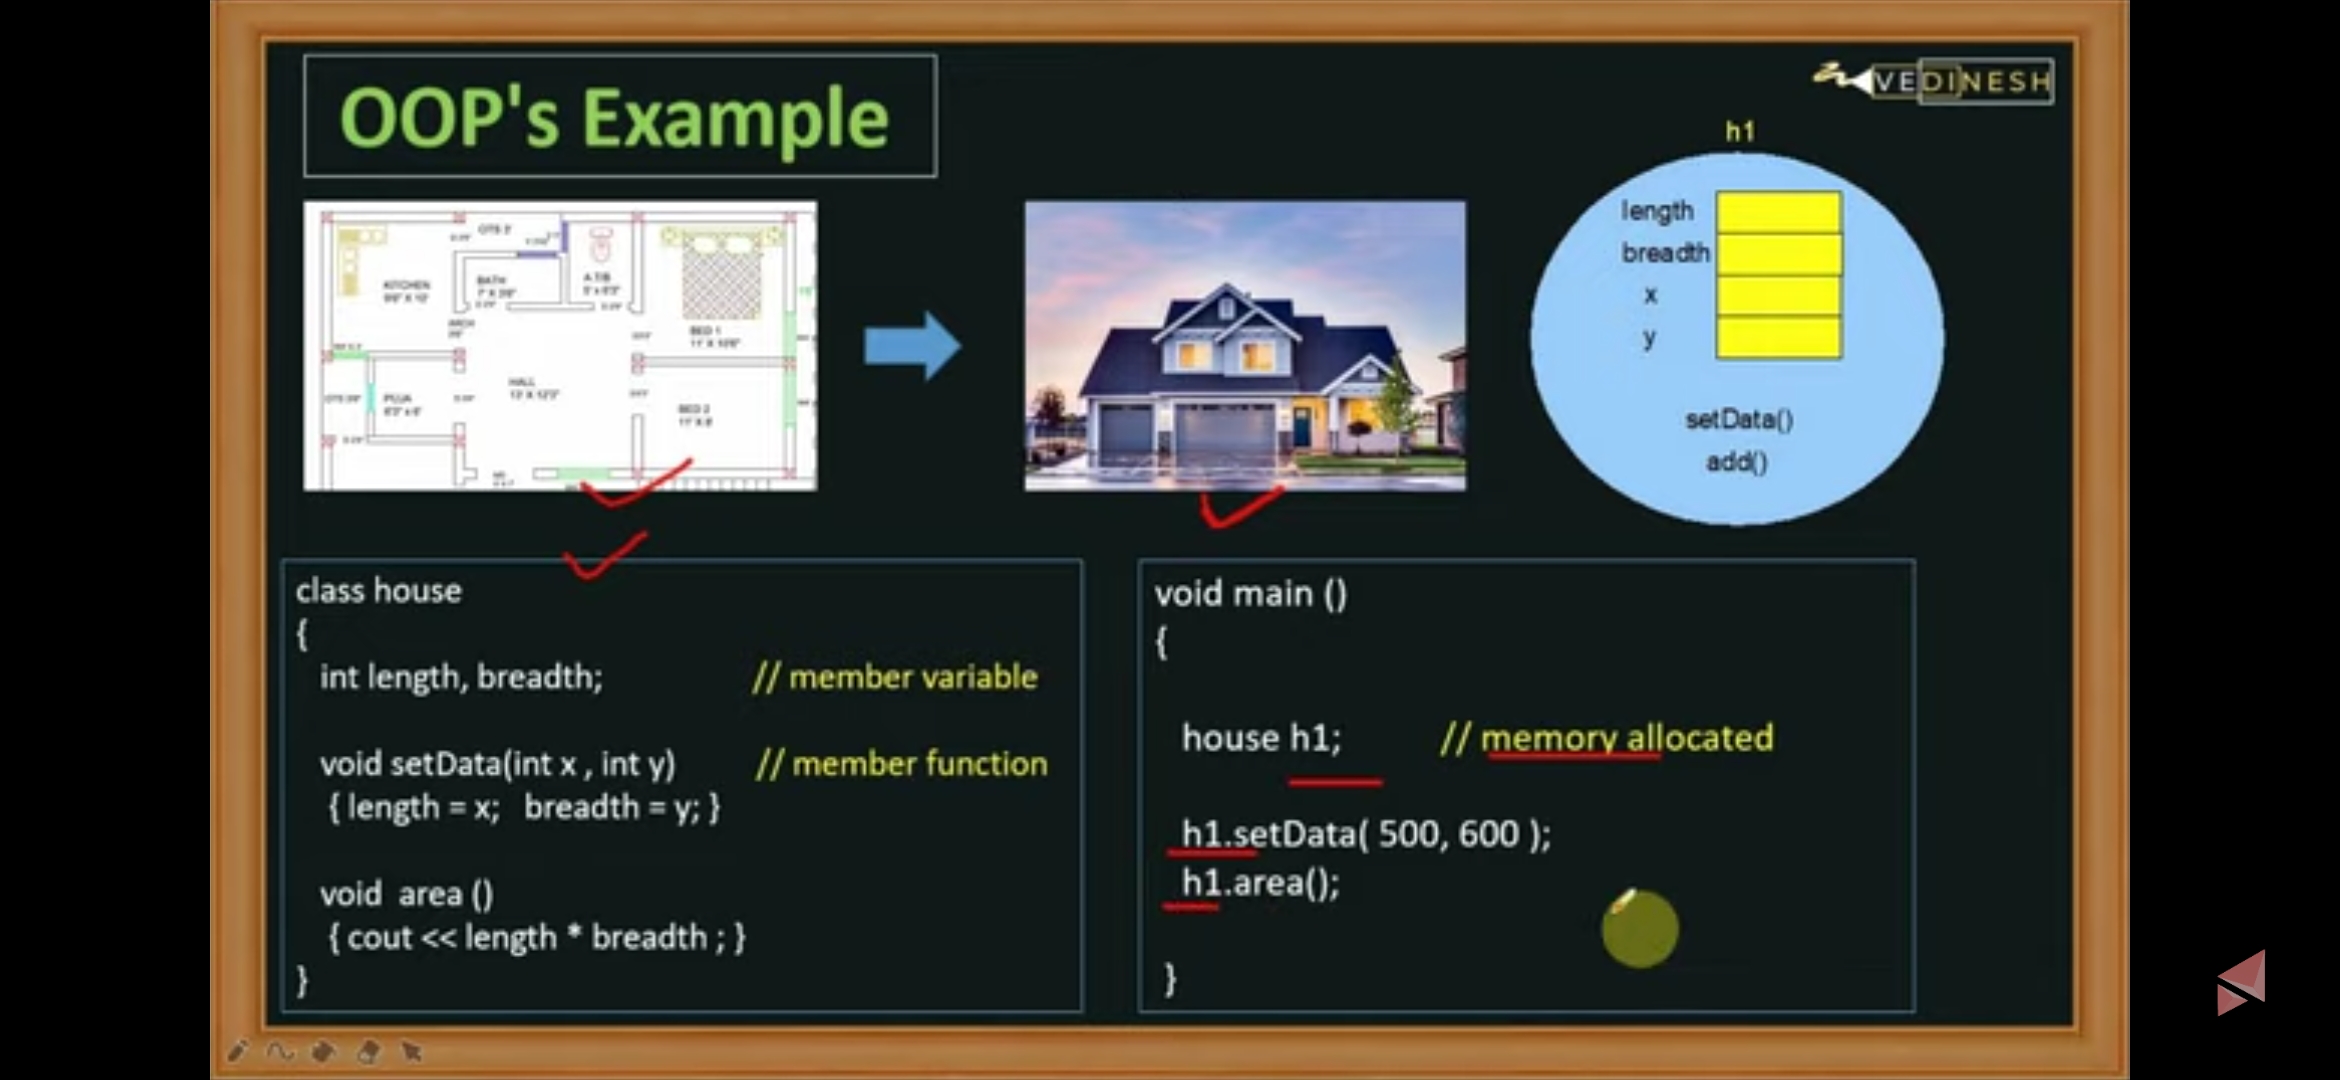 OOP's Example
VEDINESH
h1
length
breadth
x
y
setData()
add()
KITCHEN
BATH
HALL
PUJA
BED 1
BED 2
class house
{
int length, breadth; // member variable
void setData(int x , int y) // member function
{ length = x; breadth = y; }
void area ()
{ cout << length * breadth ; }
}
void main ()
{
house h1; // memory allocated
h1.setData( 500, 600 );
h1.area();
}